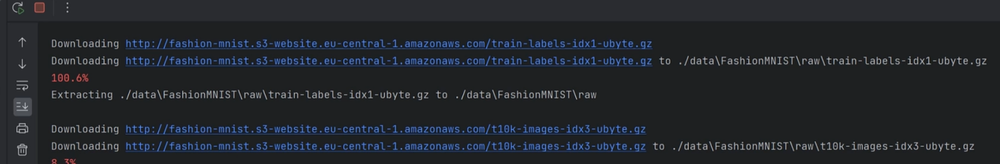 Downloading http://fashion-mnist.s3-website.eu-central-1.amazonaws.com/train-labels-idx1-ubyte.gz
Downloading http://fashion-mnist.s3-website.eu-central-1.amazonaws.com/train-labels-idx1-ubyte.gz to ./data\FashionMNIST\raw\train-labels-idx1-ubyte.gz
100.6%
Extracting ./data\FashionMNIST\raw\train-labels-idx1-ubyte.gz to ./data\FashionMNIST\raw
Downloading http://fashion-mnist.s3-website.eu-central-1.amazonaws.com/t10k-images-idx3-ubyte.gz
Downloading http://fashion-mnist.s3-website.eu-central-1.amazonaws.com/t10k-images-idx3-ubyte.gz to ./data\FashionMNIST\raw\t10k-images-idx3-ubyte.gz
8.3%